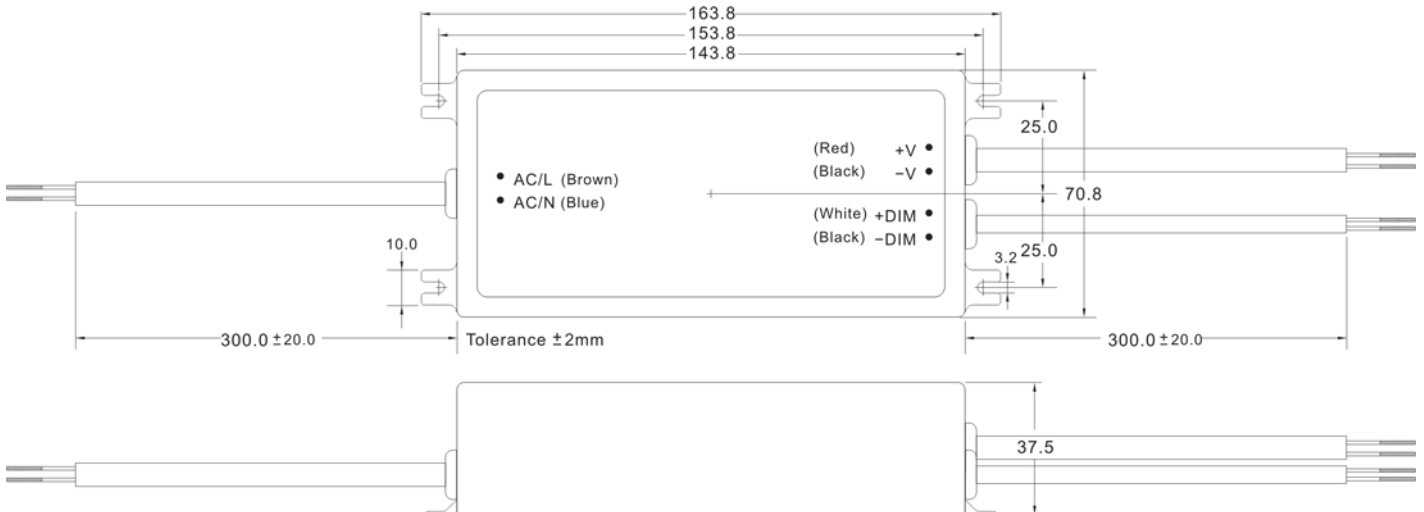 163.8
153.8
143.8
25.0
(Red) +V
(Black) −V
AC/L (Brown)
AC/N (Blue)
70.8
(White) +DIM
(Black) −DIM
10.0
3.2
25.0
300.0 ±20.0
Tolerance ±2mm
300.0 ±20.0
37.5